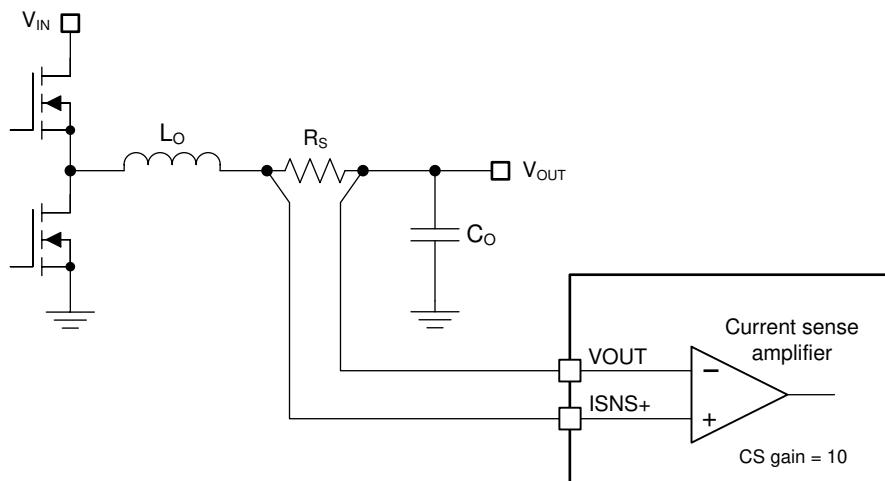 VIN
LO
RS
VOUT
CO
Current sense
amplifier
VOUT
−
ISNS+
+
CS gain = 10